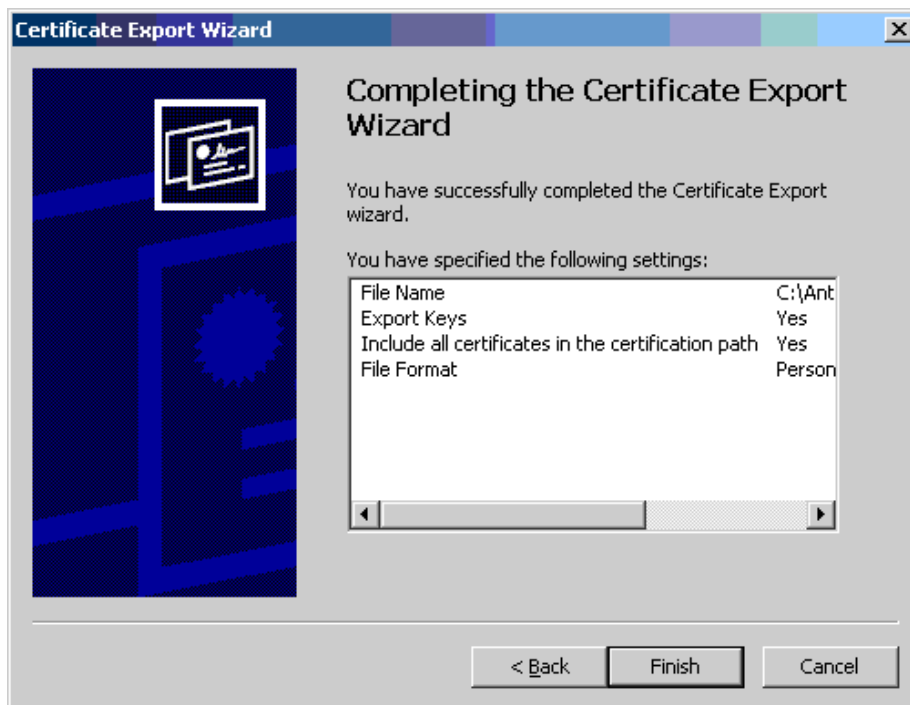 Certificate Export Wizard
Completing the Certificate Export
Wizard
You have successfully completed the Certificate Export
wizard.
You have specified the following settings:
File Name C:\Ant
Export Keys Yes
Include all certificates in the certification path Yes
File Format Person
< Back Finish Cancel